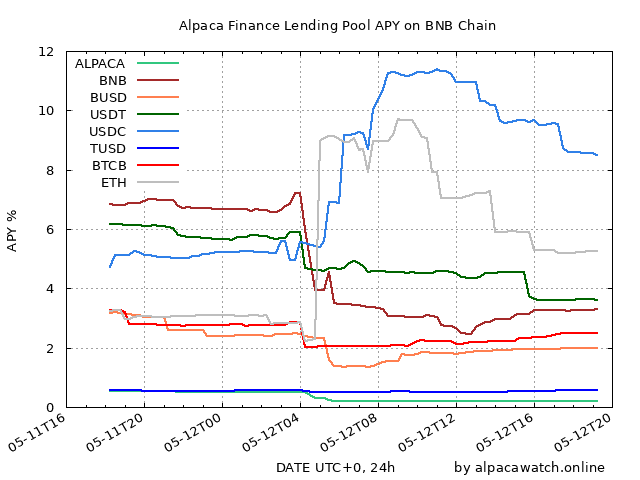 Alpaca Finance Lending Pool APY on BNB Chain
12
10
8
6
4
2
0
APY %
ALPACA
BNB
BUSD
USDT
USDC
TUSD
BTCB
ETH
05-11T16
05-11T20
05-12T00
05-12T04
05-12T08
05-12T12
05-12T16
05-12T20
DATE UTC+0, 24h
by alpacawatch.online